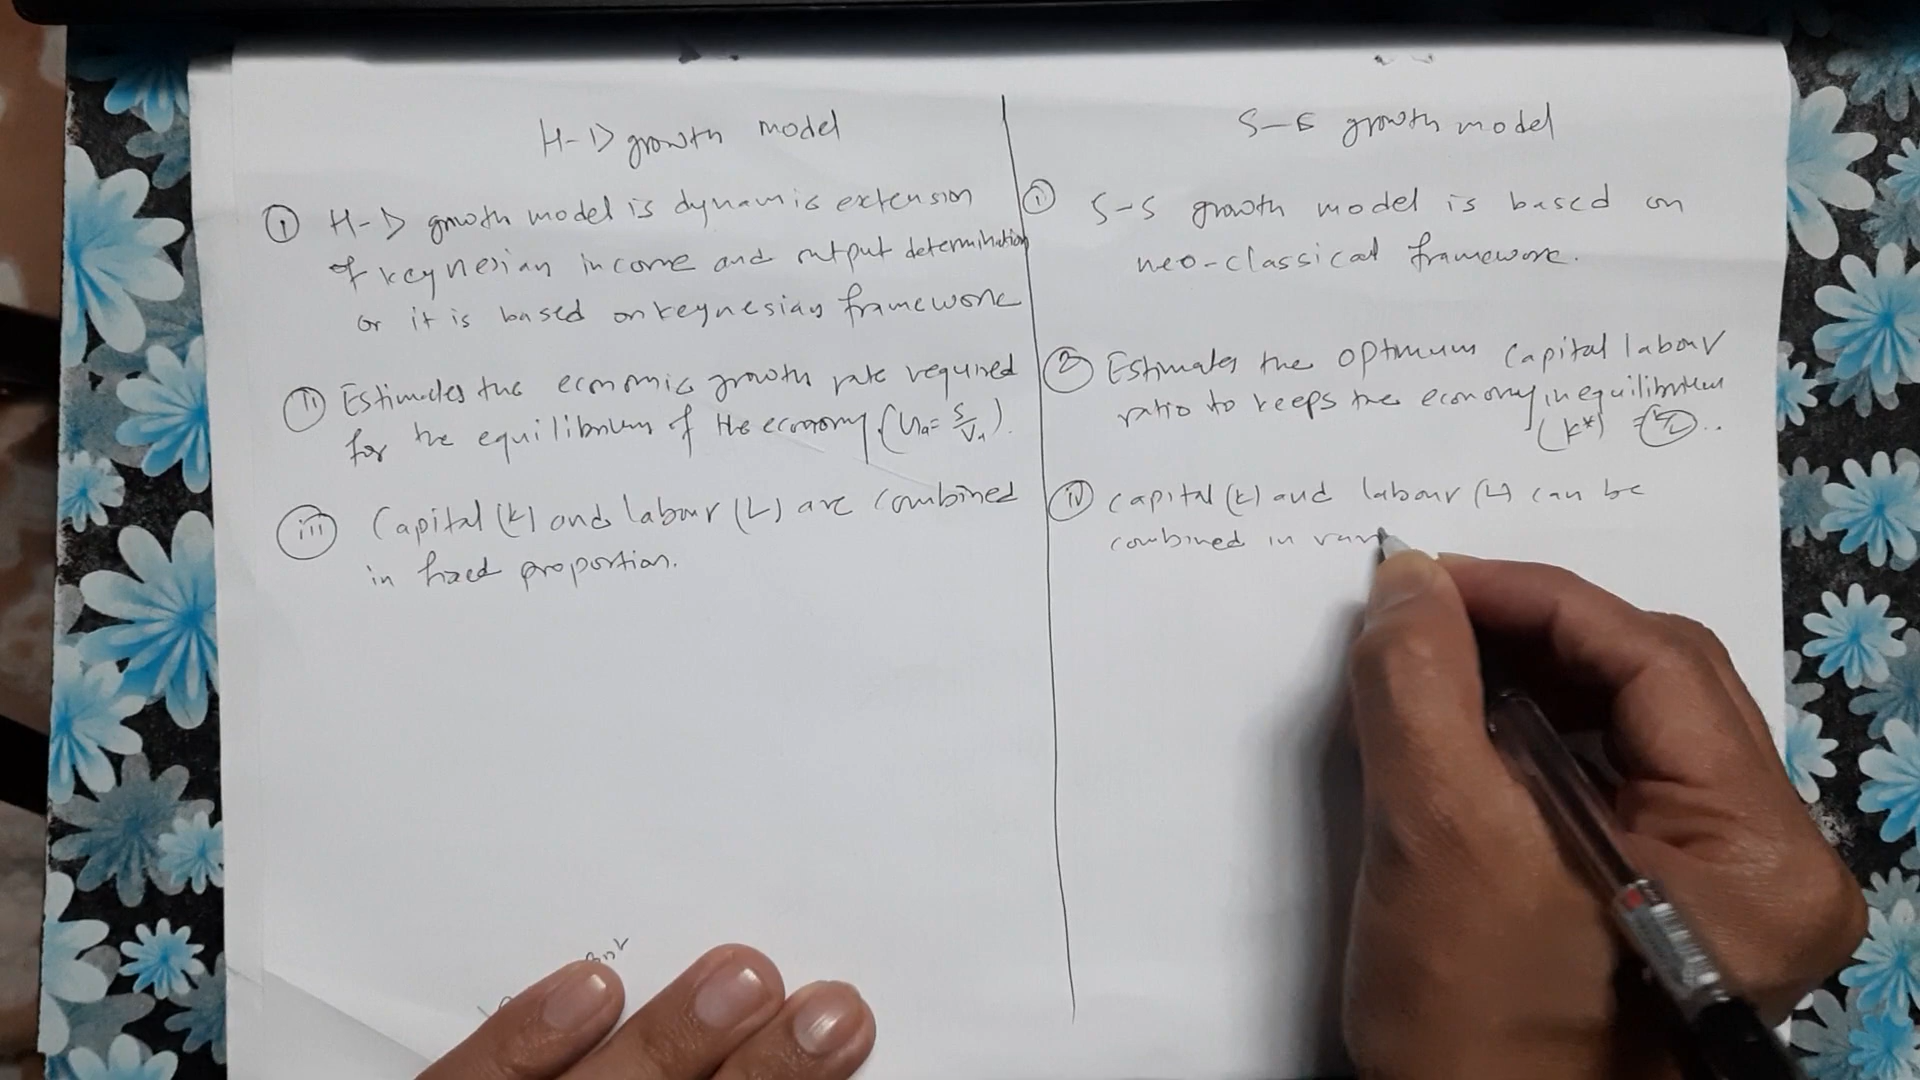 H-D growth model
① H-D growth model is dynamic extension
of keynesian income and output determination
or it is based on keynesian framework
ii Estimates the economic growth rate required
for the equilibrium of the economy. (Ga = S/Va).
iii Capital (K) and labour (L) are combined
in fixed proportion.
S-S growth model
① S-S growth model is based on
neo-classical framework.
② Estimates the optimum capital labour
ratio to keeps the economy in equilibrium
(k*) = K/L ..
iv capital (K) and labour (L) can be
combined in